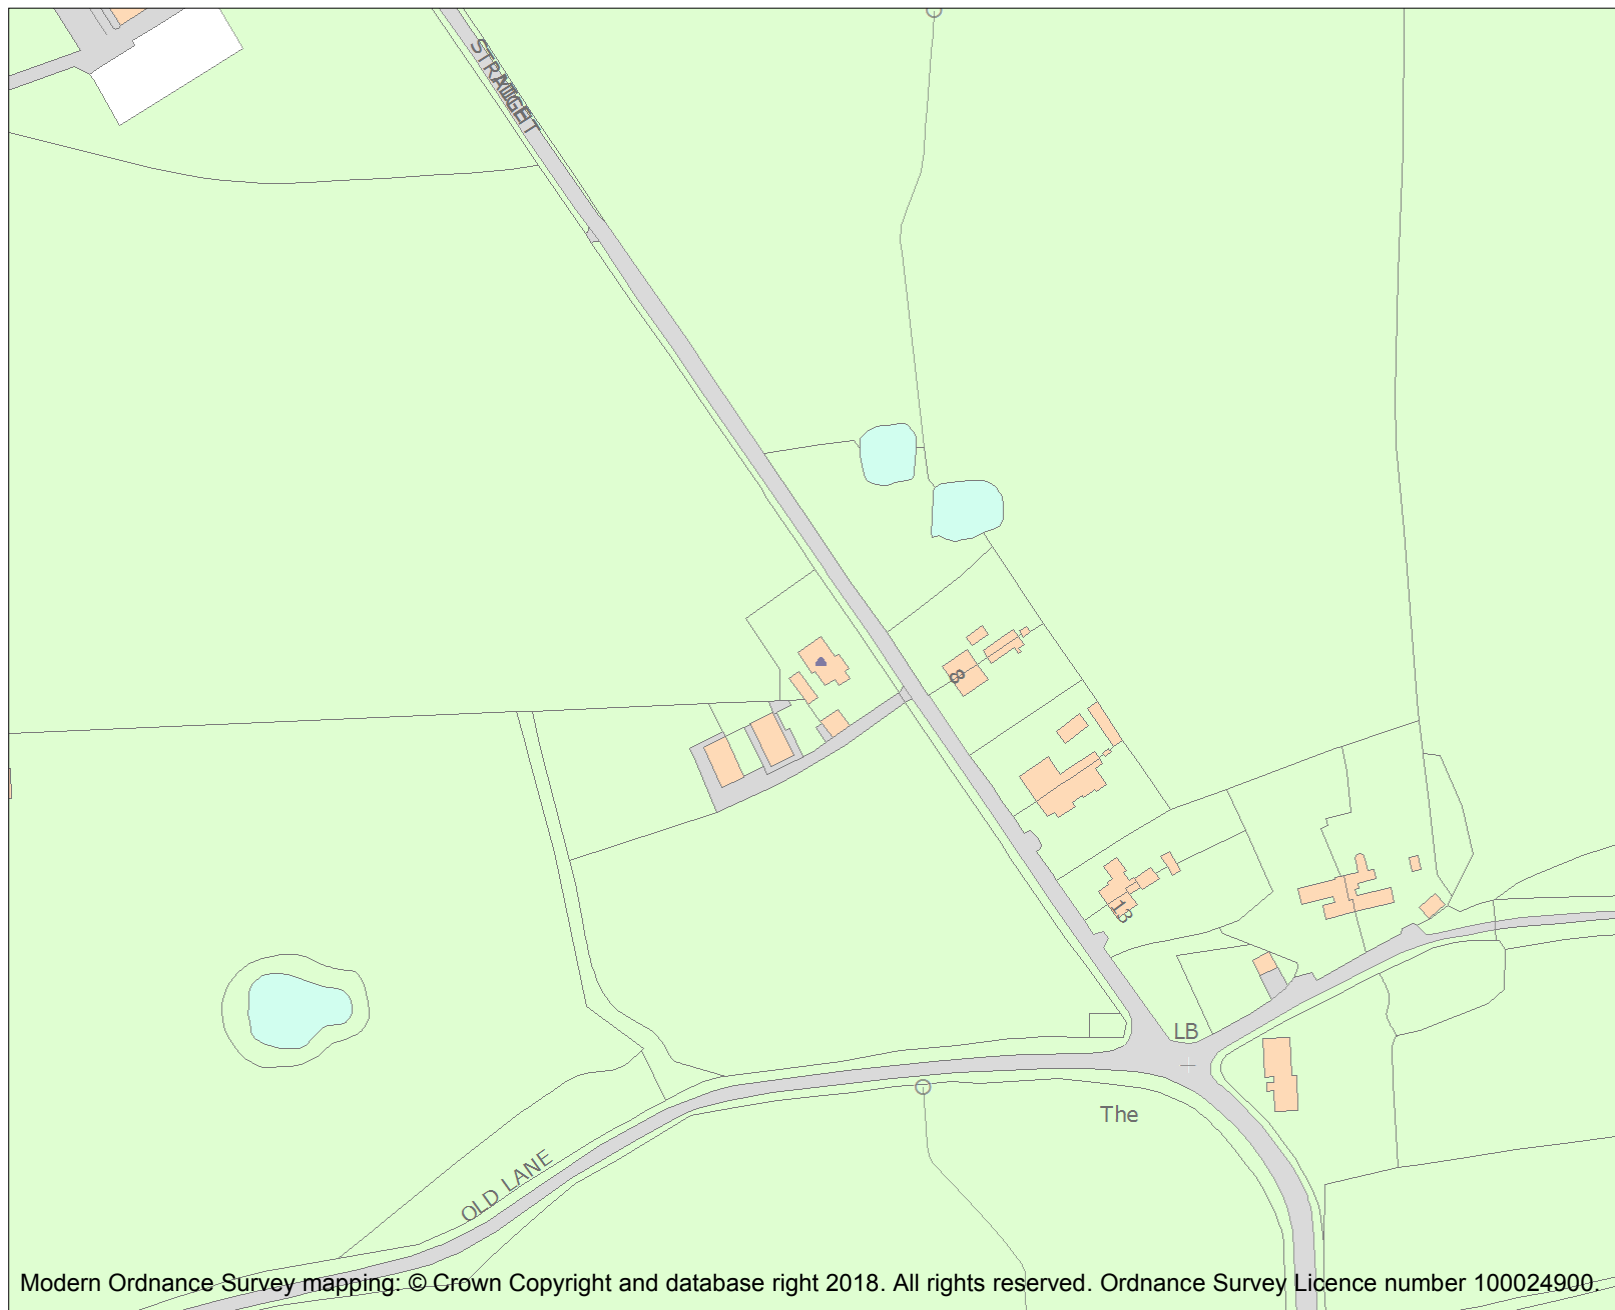 STRAIGHT
MILE
8
13
LB
The
OLD LANE
Modern Ordnance Survey mapping: © Crown Copyright and database right 2018. All rights reserved. Ordnance Survey Licence number 100024900.